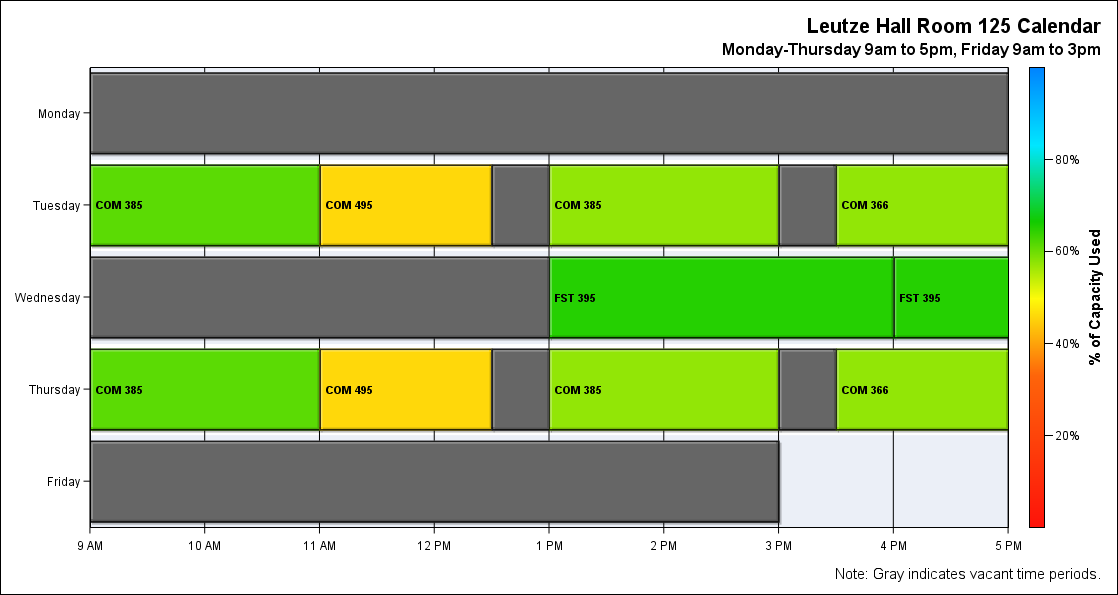 Leutze Hall Room 125 Calendar
Monday-Thursday 9am to 5pm, Friday 9am to 3pm
Monday
Tuesday
COM 385
COM 495
COM 385
COM 366
Wednesday
FST 395
FST 395
Thursday
COM 385
COM 495
COM 385
COM 366
Friday
9 AM
10 AM
11 AM
12 PM
1 PM
2 PM
3 PM
4 PM
5 PM
80%
60%
40%
20%
% of Capacity Used
Note: Gray indicates vacant time periods.